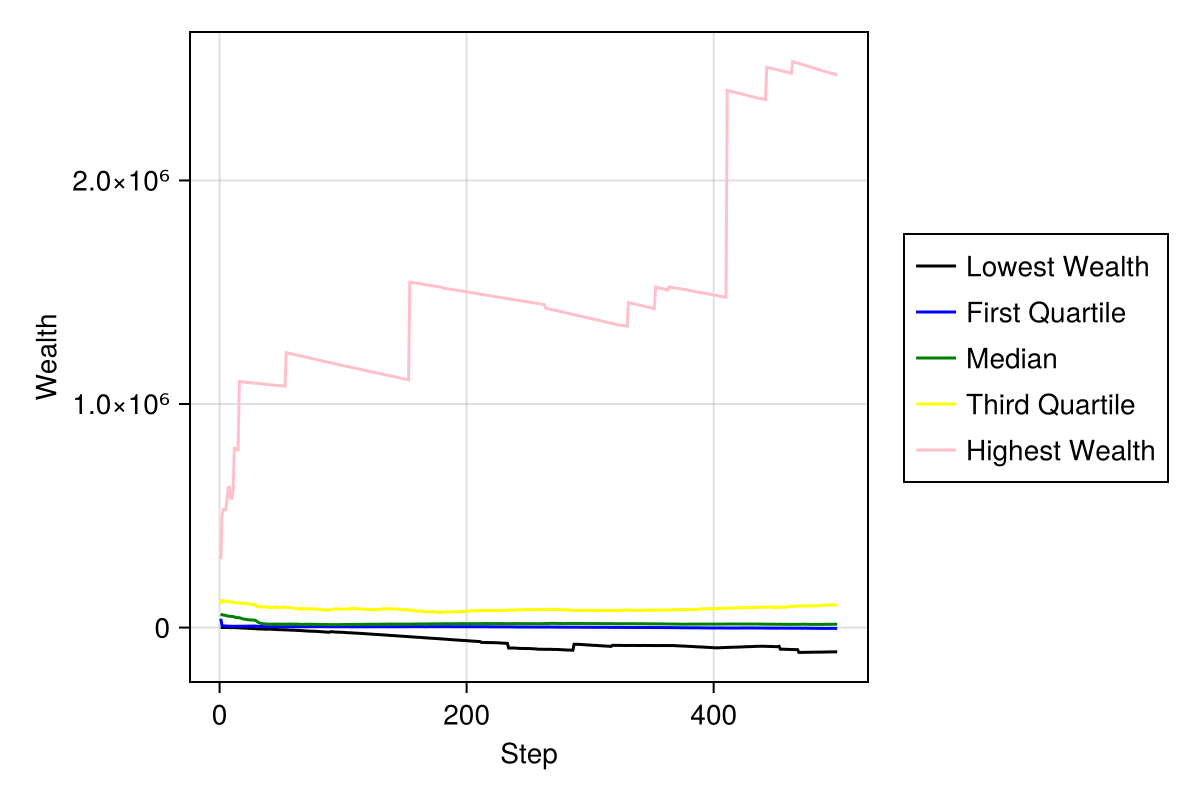 2.0×10⁶
1.0×10⁶
0
Wealth
0
200
400
Step
Lowest Wealth
First Quartile
Median
Third Quartile
Highest Wealth